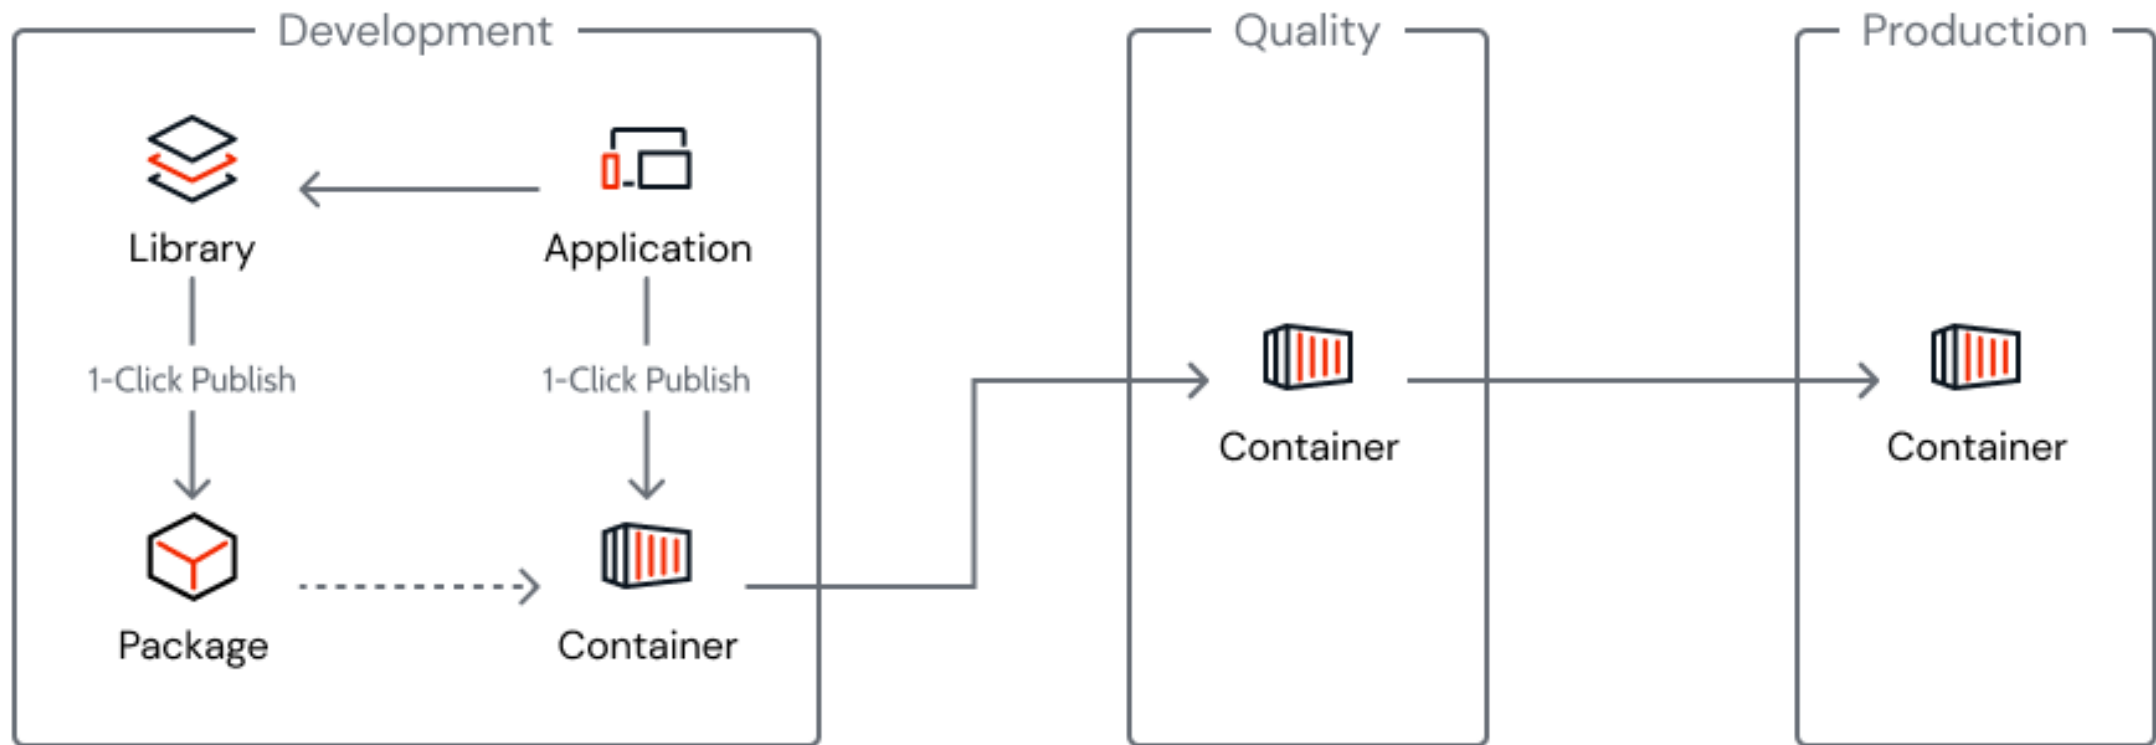 Development
Quality
Production
Library
Application
1-Click Publish
1-Click Publish
Container
Container
Package
Container